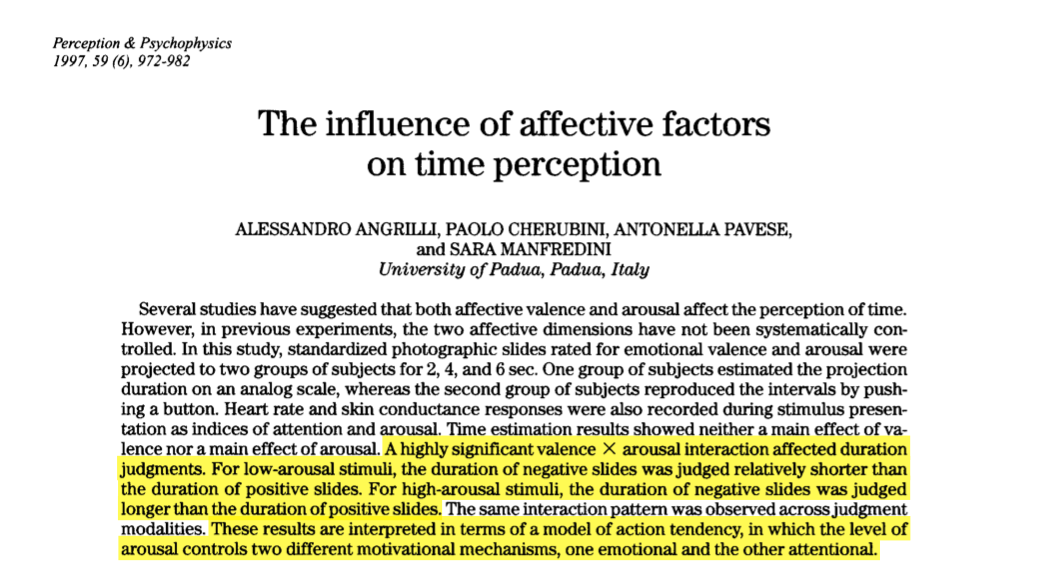 Perception & Psychophysics
1997, 59 (6), 972-982
The influence of affective factors
on time perception
ALESSANDRO ANGRILLI, PAOLO CHERUBINI, ANTONELLA PAVESE,
and SARA MANFREDINI
University of Padua, Padua, Italy
Several studies have suggested that both affective valence and arousal affect the perception of time.
However, in previous experiments, the two affective dimensions have not been systematically con-
trolled. In this study, standardized photographic slides rated for emotional valence and arousal were
projected to two groups of subjects for 2, 4, and 6 sec. One group of subjects estimated the projection
duration on an analog scale, whereas the second group of subjects reproduced the intervals by push-
ing a button. Heart rate and skin conductance responses were also recorded during stimulus presen-
tation as indices of attention and arousal. Time estimation results showed neither a main effect of va-
lence nor a main effect of arousal. A highly significant valence × arousal interaction affected duration
judgments. For low-arousal stimuli, the duration of negative slides was judged relatively shorter than
the duration of positive slides. For high-arousal stimuli, the duration of negative slides was judged
longer than the duration of positive slides. The same interaction pattern was observed across judgment
modalities. These results are interpreted in terms of a model of action tendency, in which the level of
arousal controls two different motivational mechanisms, one emotional and the other attentional.